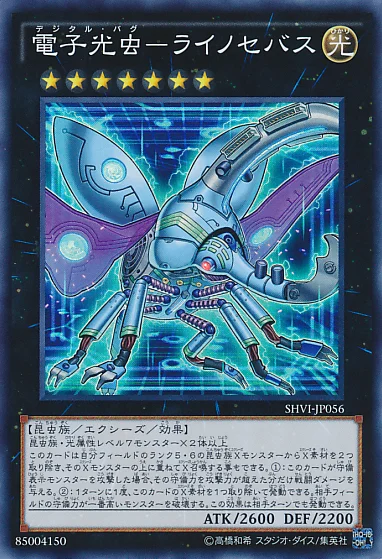 デジタル・バグ
電子光虫－ライノセバス
ひかり
光
SHVI-JP056
【昆虫族／エクシーズ／効果】
昆虫族・光属性レベル７モンスター×２体以上
このカードは自分フィールドのランク５・６の昆虫族XモンスターからX素材を２つ
取り除き、そのXモンスターの上に重ねてX召喚する事もできる。①：このカードが守備
表示モンスターを攻撃した場合、その守備力を攻撃力が超えた分だけ戦闘ダメージ
を与える。②：１ターンに１度、このカードのX素材を１つ取り除いて発動できる。相手フィー
ルドの守備力が一番高いモンスターを破壊する。この効果は相手ターンでも発動できる。
ATK/2600 DEF/2200
85004150
©高橋和希 スタジオ・ダイス/集英社